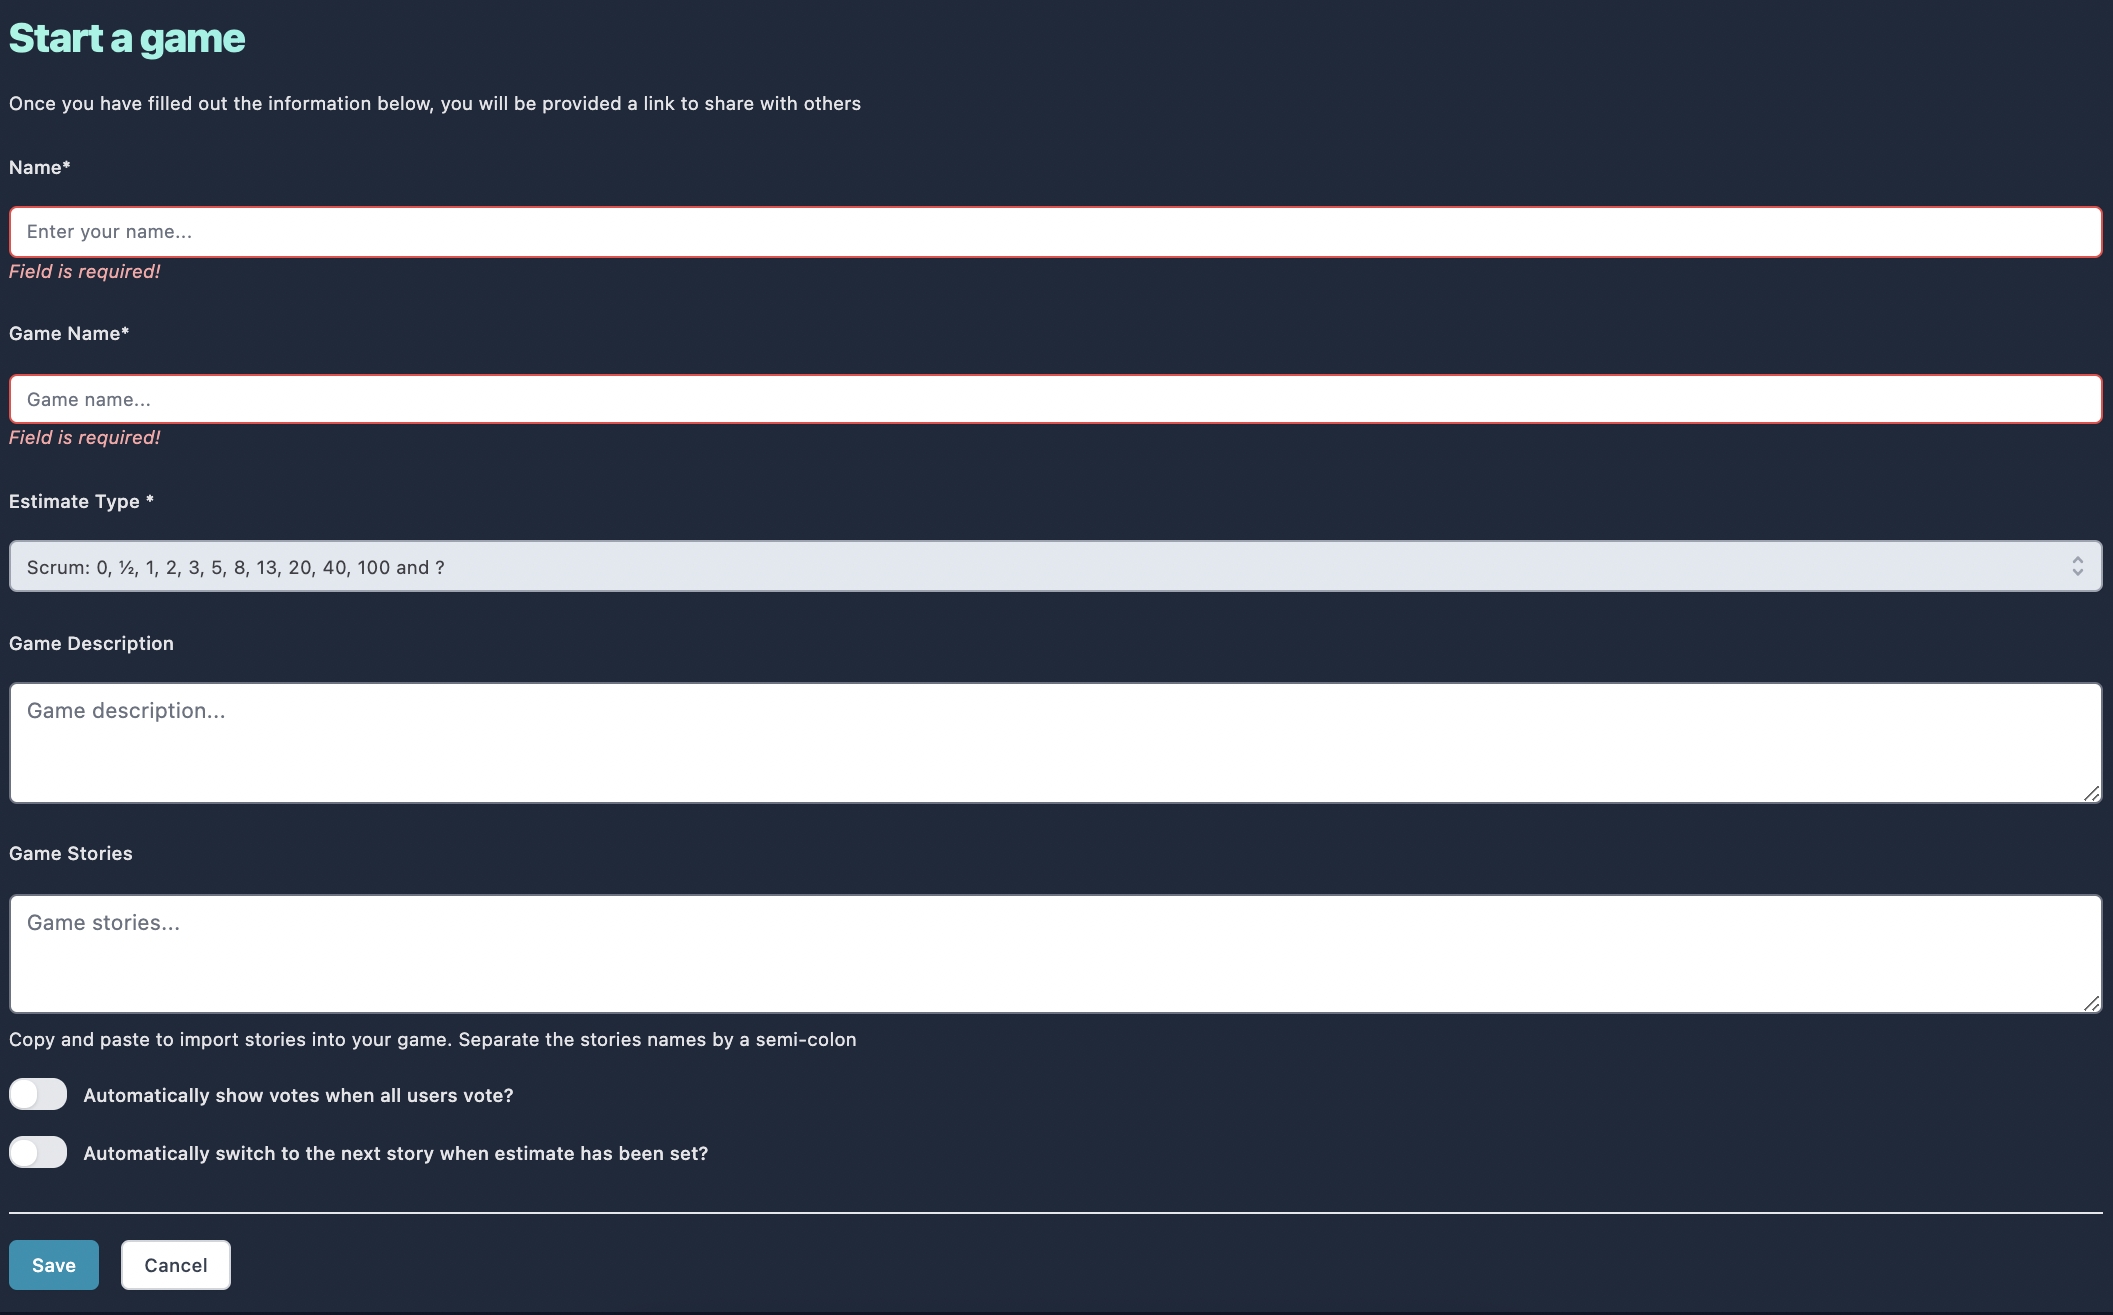 Start a game
Once you have filled out the information below, you will be provided a link to share with others
Name*
Enter your name...
Field is required!
Game Name*
Game name...
Field is required!
Estimate Type *
Scrum: 0, ½, 1, 2, 3, 5, 8, 13, 20, 40, 100 and ?
Game Description
Game description...
Game Stories
Game stories...
Copy and paste to import stories into your game. Separate the stories names by a semi-colon
Automatically show votes when all users vote?
Automatically switch to the next story when estimate has been set?
Save
Cancel